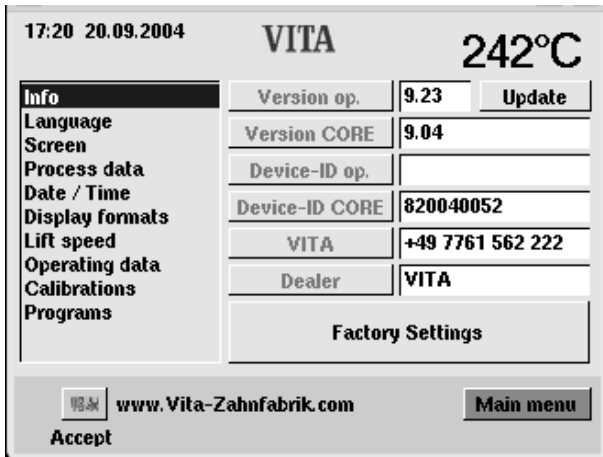 17:20 20.09.2004 VITA 242°C
Info
Language
Screen
Process data
Date / Time
Display formats
Lift speed
Operating data
Calibrations
Programs
Version op. 9.23 Update
Version CORE 9.04
Device-ID op.
Device-ID CORE 820040052
VITA +49 7761 562 222
Dealer VITA
Factory Settings
www.Vita-Zahnfabrik.com Main menu
Accept